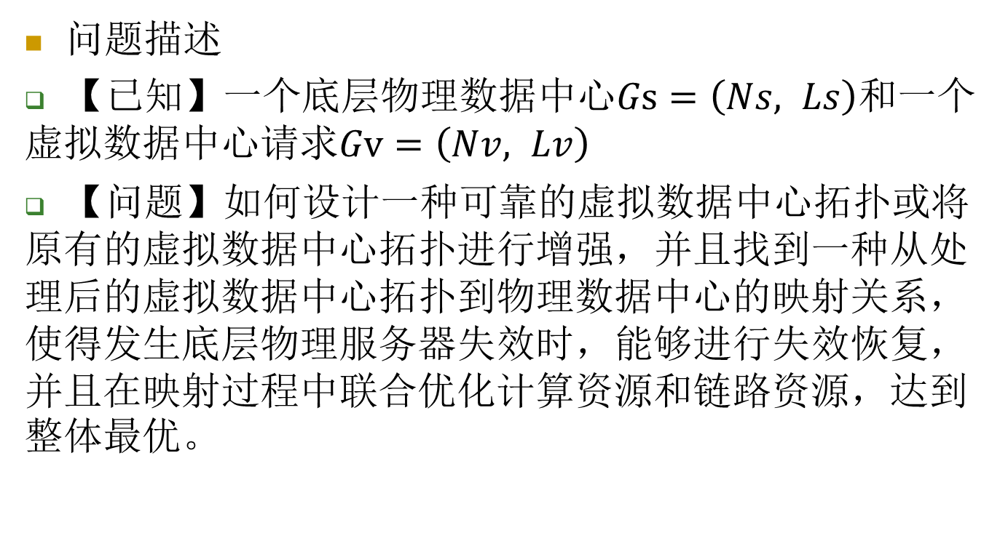 问题描述
【已知】一个底层物理数据中心Gs = (Ns, Ls)和一个
虚拟数据中心请求Gv = (Nv, Lv)
【问题】如何设计一种可靠的虚拟数据中心拓扑或将
原有的虚拟数据中心拓扑进行增强，并且找到一种从处
理后的虚拟数据中心拓扑到物理数据中心的映射关系，
使得发生底层物理服务器失效时，能够进行失效恢复，
并且在映射过程中联合优化计算资源和链路资源，达到
整体最优。